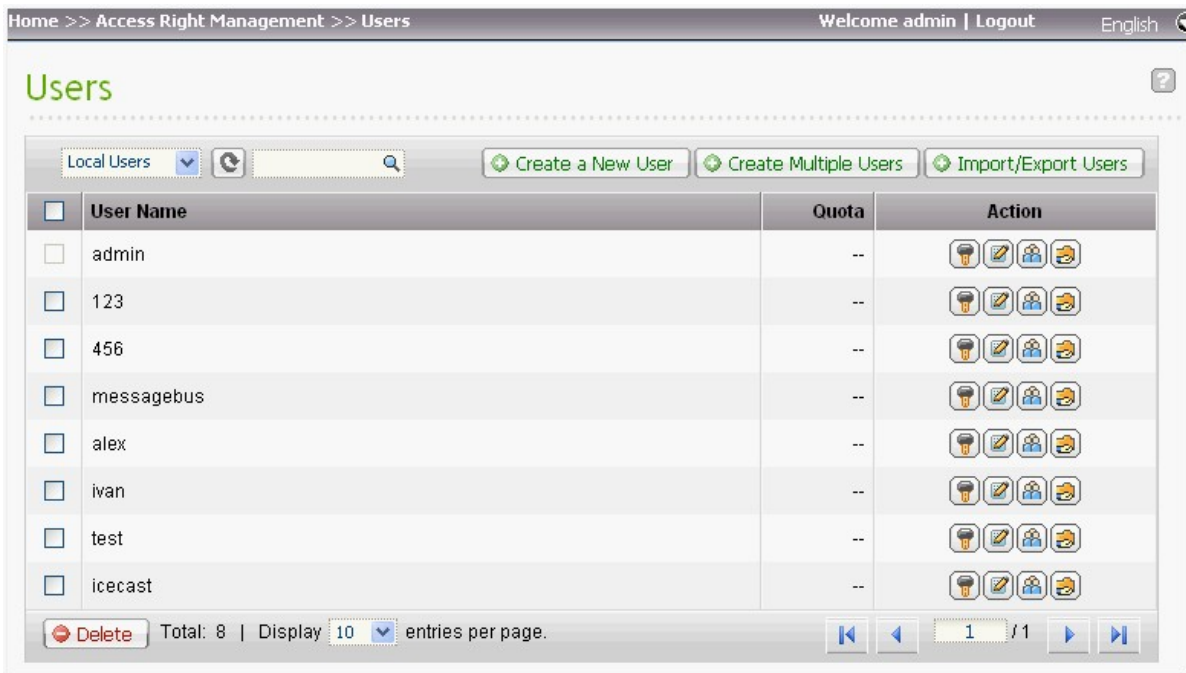 Home >> Access Right Management >> Users Welcome admin | Logout English
Users
?
Local Users Create a New User Create Multiple Users Import/Export Users
User Name Quota Action
admin --
123 --
456 --
messagebus --
alex --
ivan --
test --
icecast --
Delete Total: 8 | Display 10 entries per page. 1 /1